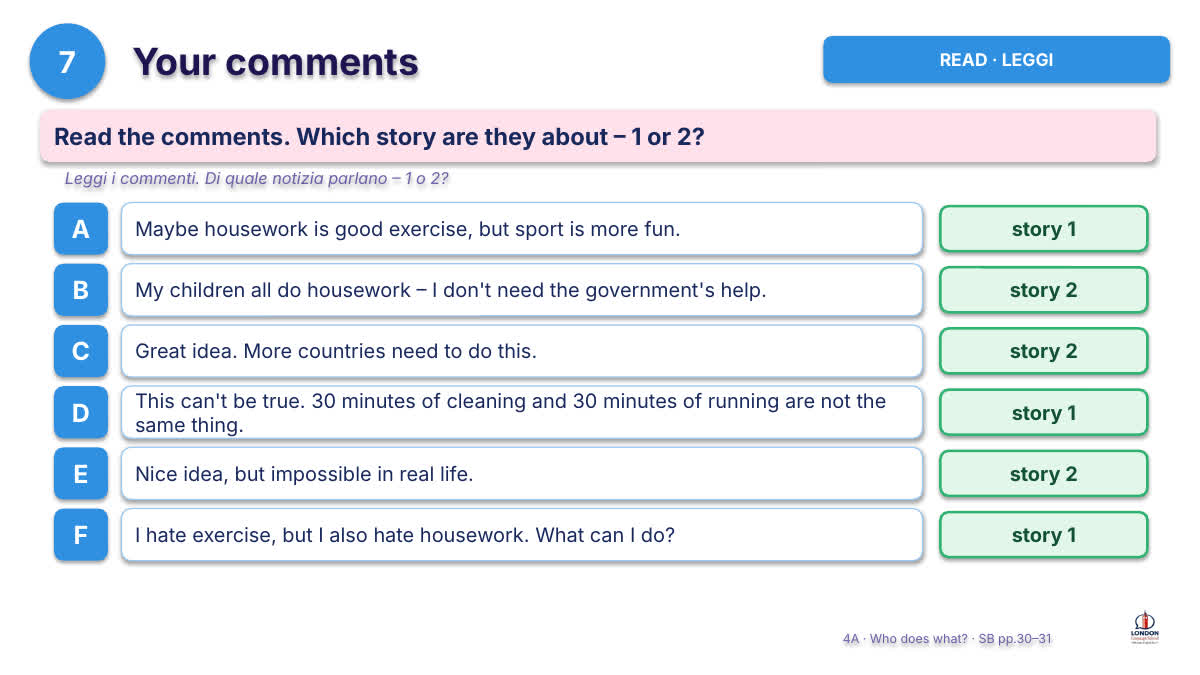 7
Your comments
READ · LEGGI
Read the comments. Which story are they about – 1 or 2?
Leggi i commenti. Di quale notizia parlano – 1 o 2?
A
Maybe housework is good exercise, but sport is more fun.
story 1
B
My children all do housework – I don't need the government's help.
story 2
C
Great idea. More countries need to do this.
story 2
D
This can't be true. 30 minutes of cleaning and 30 minutes of running are not the
same thing.
story 1
E
Nice idea, but impossible in real life.
story 2
F
I hate exercise, but I also hate housework. What can I do?
story 1
4A · Who does what? · SB pp.30–31
LONDON